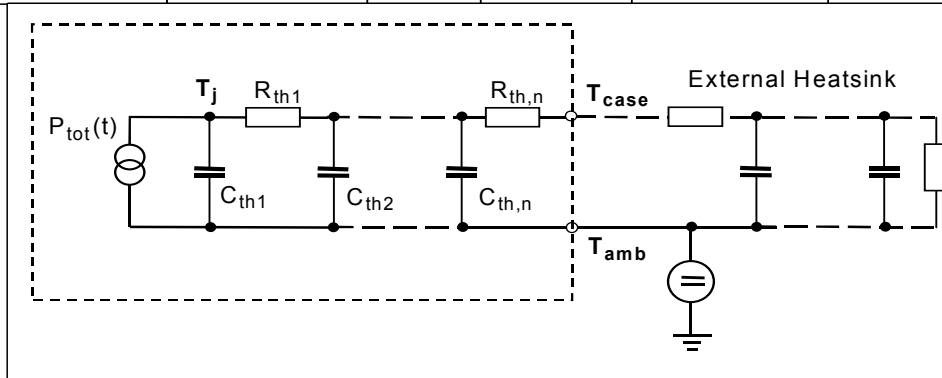 External Heatsink
T_j R_th1 R_th,n T_case
P_tot(t)
C_th1 C_th2 C_th,n
T_amb